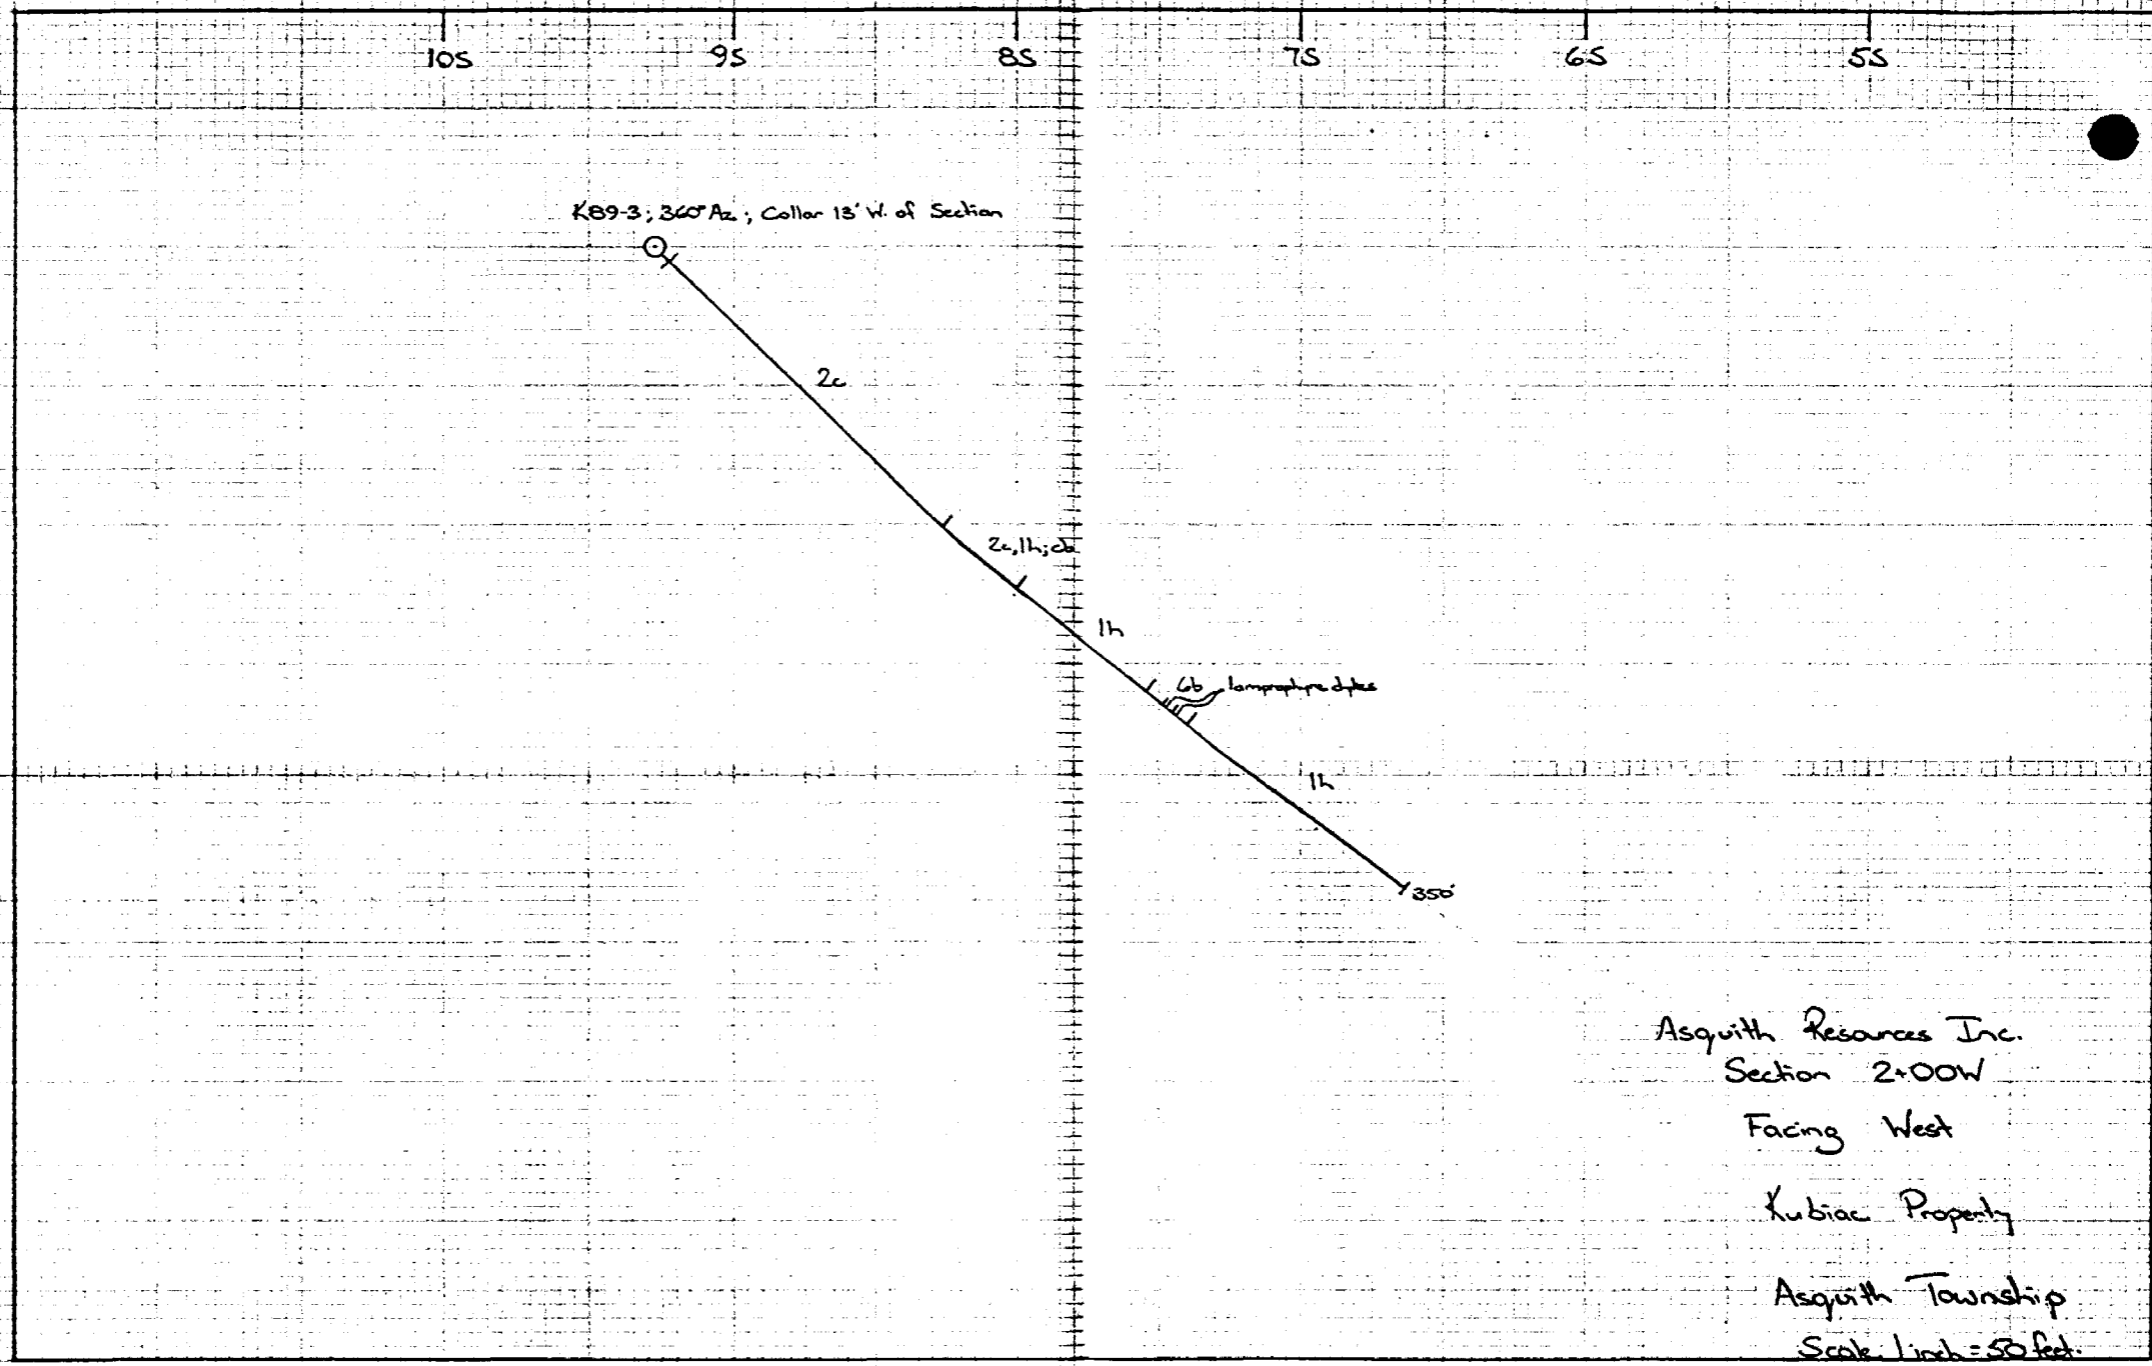 10S 9S 8S 7S 6S 5S
K89-3; 360° Az.; Collar 13' W. of Section
2c
2c,1h;cb
1h
6b lamprophyre dykes
1h
350'
Asquith Resources Inc.
Section 2+00W
Facing West
Kubiac Property
Asquith Township
Scale 1 inch = 50 feet.